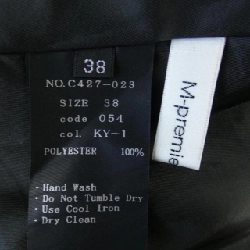 38
NO.C427-023
SIZE 38
code 054
col. KY-1
POLYESTER 100%
· Hand Wash
· Do Not Tumble Dry
· Use Cool Iron
· Dry Clean
M-premie